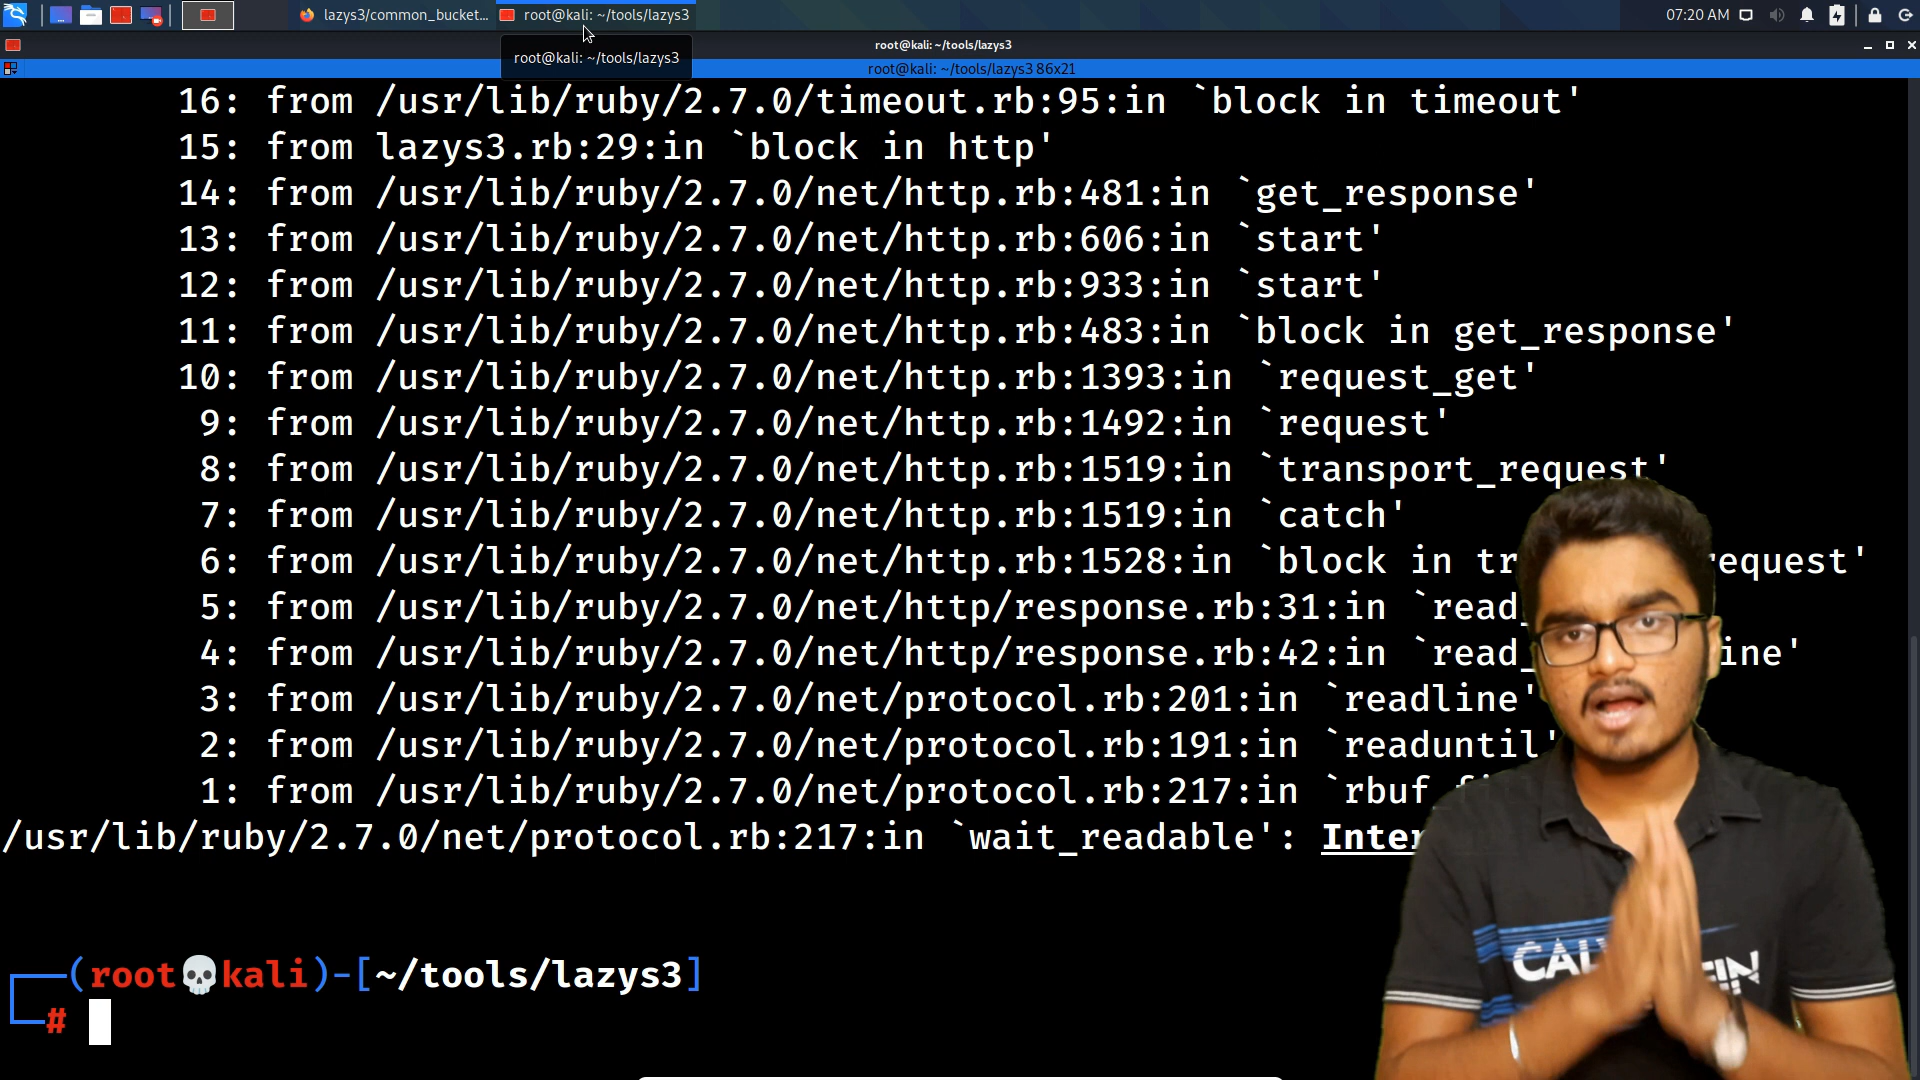 lazys3/common_bucket...
root@kali: ~/tools/lazys3
07:20 AM
root@kali: ~/tools/lazys3
root@kali: ~/tools/lazys3
root@kali: ~/tools/lazys3 86x21
16: from /usr/lib/ruby/2.7.0/timeout.rb:95:in `block in timeout'
15: from lazys3.rb:29:in `block in http'
14: from /usr/lib/ruby/2.7.0/net/http.rb:481:in `get_response'
13: from /usr/lib/ruby/2.7.0/net/http.rb:606:in `start'
12: from /usr/lib/ruby/2.7.0/net/http.rb:933:in `start'
11: from /usr/lib/ruby/2.7.0/net/http.rb:483:in `block in get_response'
10: from /usr/lib/ruby/2.7.0/net/http.rb:1393:in `request_get'
9: from /usr/lib/ruby/2.7.0/net/http.rb:1492:in `request'
8: from /usr/lib/ruby/2.7.0/net/http.rb:1519:in `transport_request'
7: from /usr/lib/ruby/2.7.0/net/http.rb:1519:in `catch'
6: from /usr/lib/ruby/2.7.0/net/http.rb:1528:in `block in tr equest'
5: from /usr/lib/ruby/2.7.0/net/http/response.rb:31:in `read_
4: from /usr/lib/ruby/2.7.0/net/http/response.rb:42:in `read_ ine'
3: from /usr/lib/ruby/2.7.0/net/protocol.rb:201:in `readline'
2: from /usr/lib/ruby/2.7.0/net/protocol.rb:191:in `readuntil'
1: from /usr/lib/ruby/2.7.0/net/protocol.rb:217:in `rbuf
/usr/lib/ruby/2.7.0/net/protocol.rb:217:in `wait_readable': Inter
(root💀kali)-[~/tools/lazys3]
#